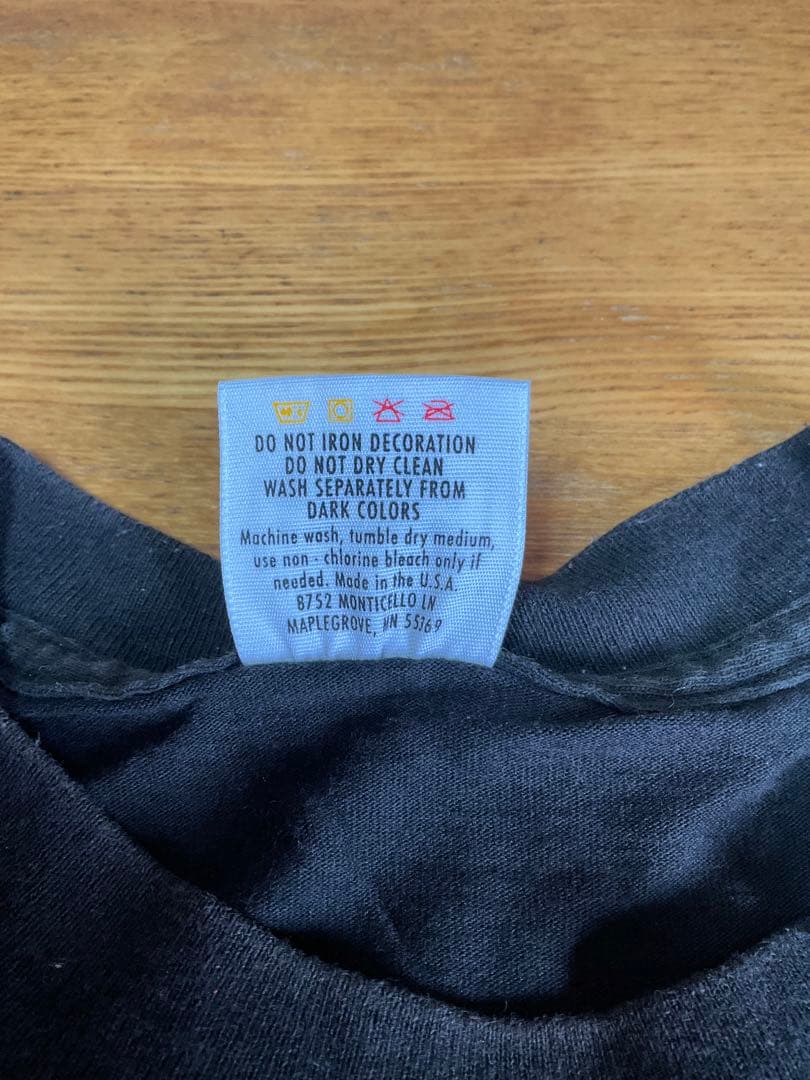 DO NOT IRON DECORATION
DO NOT DRY CLEAN
WASH SEPARATELY FROM
DARK COLORS
Machine wash, tumble dry medium,
use non - chlorine bleach only if
needed. Made in the U.S.A.
8752 MONTICELLO LN
MAPLEGROVE, MN 55369